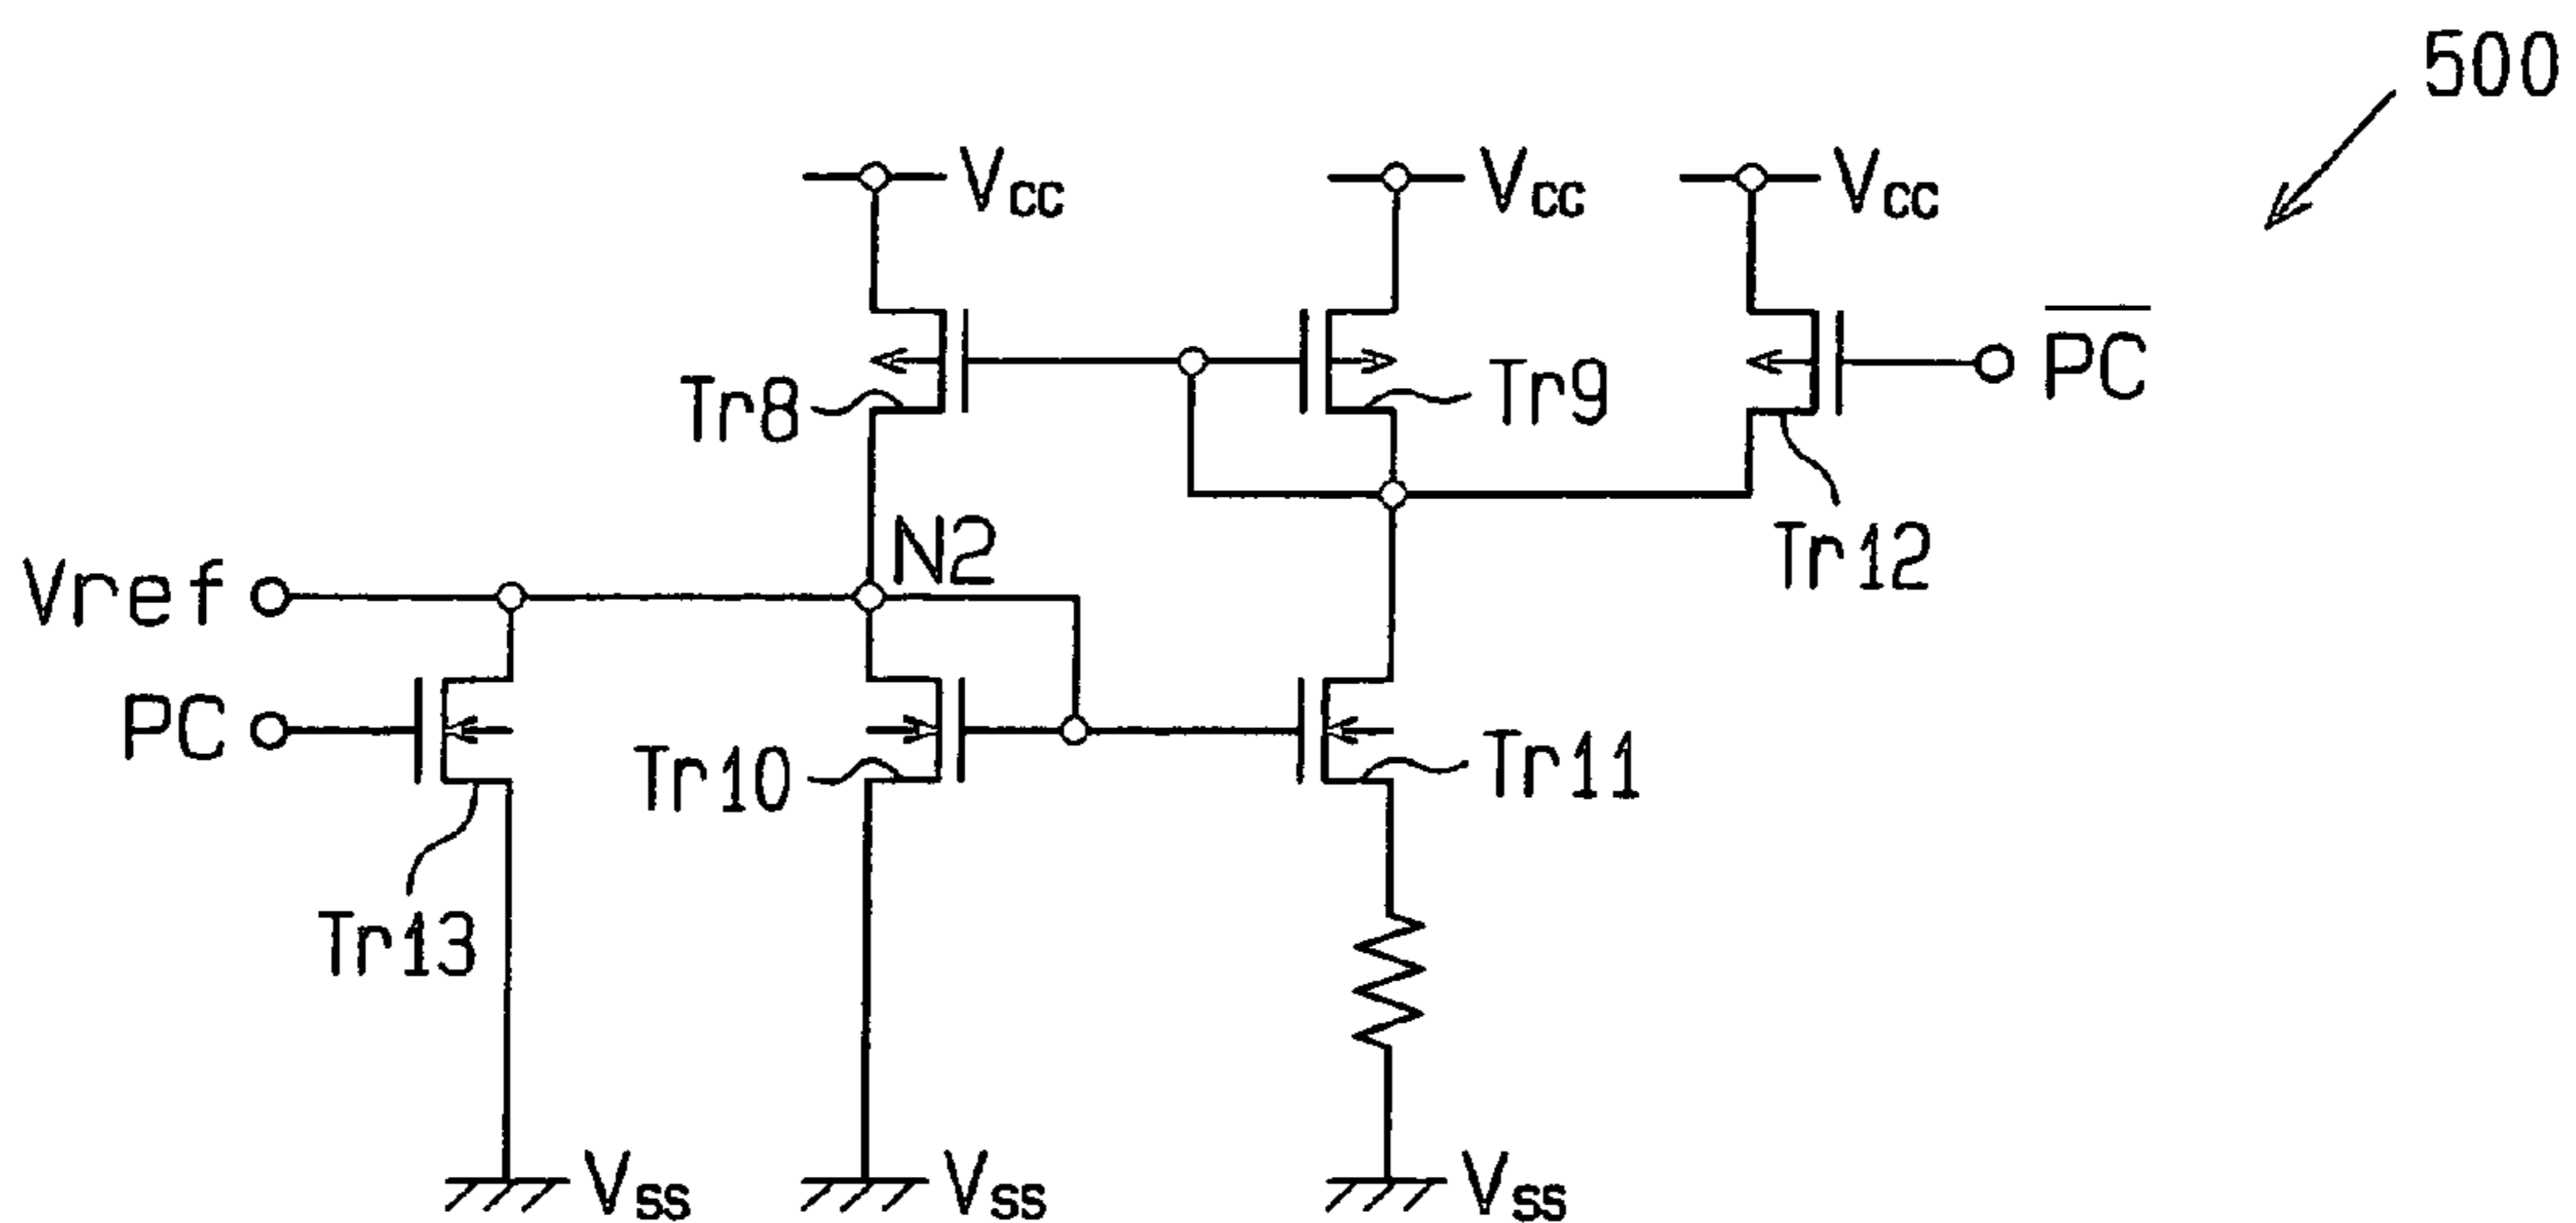 500
Vcc
Vcc
Vcc
PC
Tr8
Tr9
Tr12
N2
Vref
PC
Tr10
Tr11
Tr13
Vss
Vss
Vss